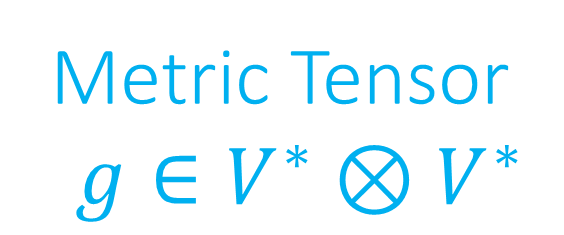 Metric Tensor
𝑔 ∈ 𝑉* ⊗ 𝑉*